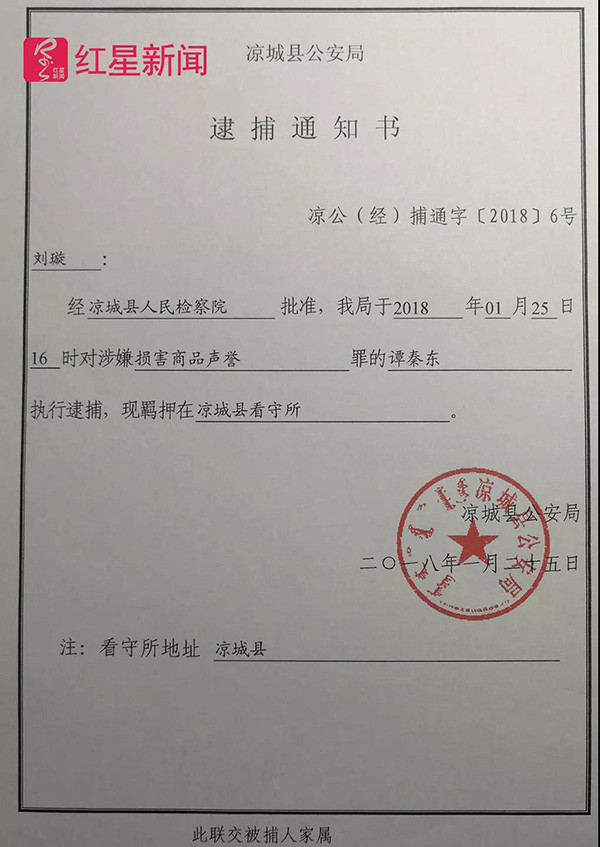 红星新闻
红星
新闻
凉城县公安局
逮捕通知书
凉公（经）捕通字〔2018〕6号
刘璇：
经凉城县人民检察院 批准，我局于2018 年01月25日
16时对涉嫌损害商品声誉 罪的谭秦东
执行逮捕，现羁押在凉城县看守所 。
凉城县公安局
凉城县公安局
二〇一八年一月二十五日
注：看守所地址 凉城县
此联交被捕人家属